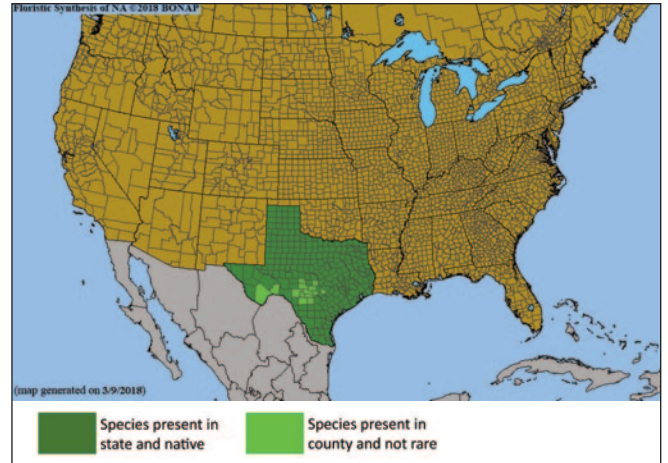 Floristic Synthesis of NA ©2018 BONAP
(map generated on 3/9/2018)
Species present in
state and native
Species present in
county and not rare